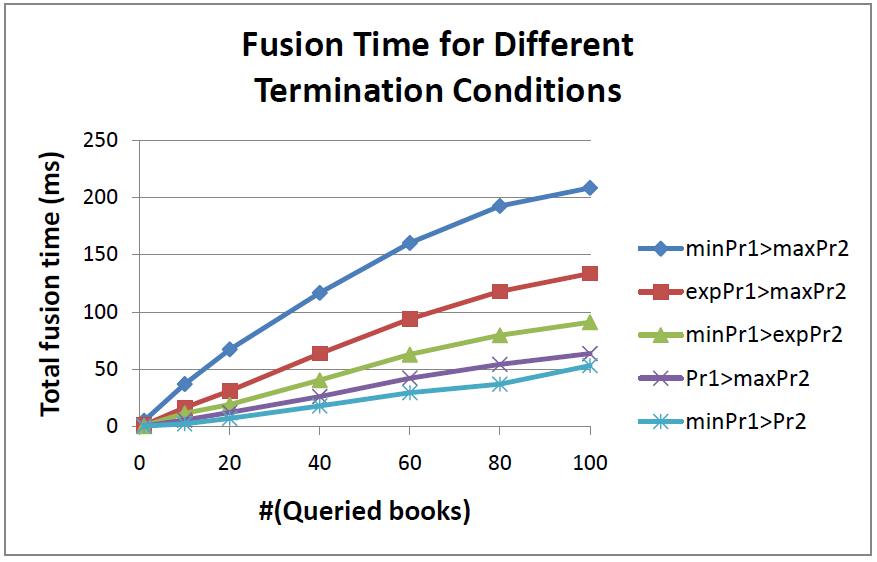 Fusion Time for Different
Termination Conditions
Total fusion time (ms)
250
200
150
100
50
0
0 20 40 60 80 100
#(Queried books)
minPr1>maxPr2
expPr1>maxPr2
minPr1>expPr2
Pr1>maxPr2
minPr1>Pr2